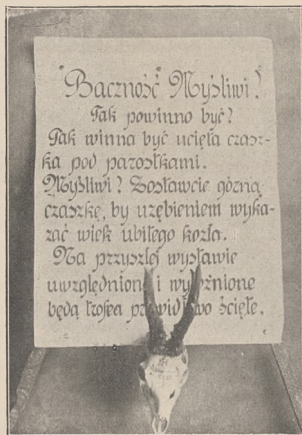 "Baczność" Myśliwi!
Tak powinno być?
Tak winna być ucięta czasz-
ka pod parostkami.
Myśliwi? Zostawcie górną
czaszkę, by uzębieniem wyka-
zać wiek ubitego kozła.
Na przyszłej wystawie
uwzględnione i wyróżnione
będą trofea prawidłowo ścięte.